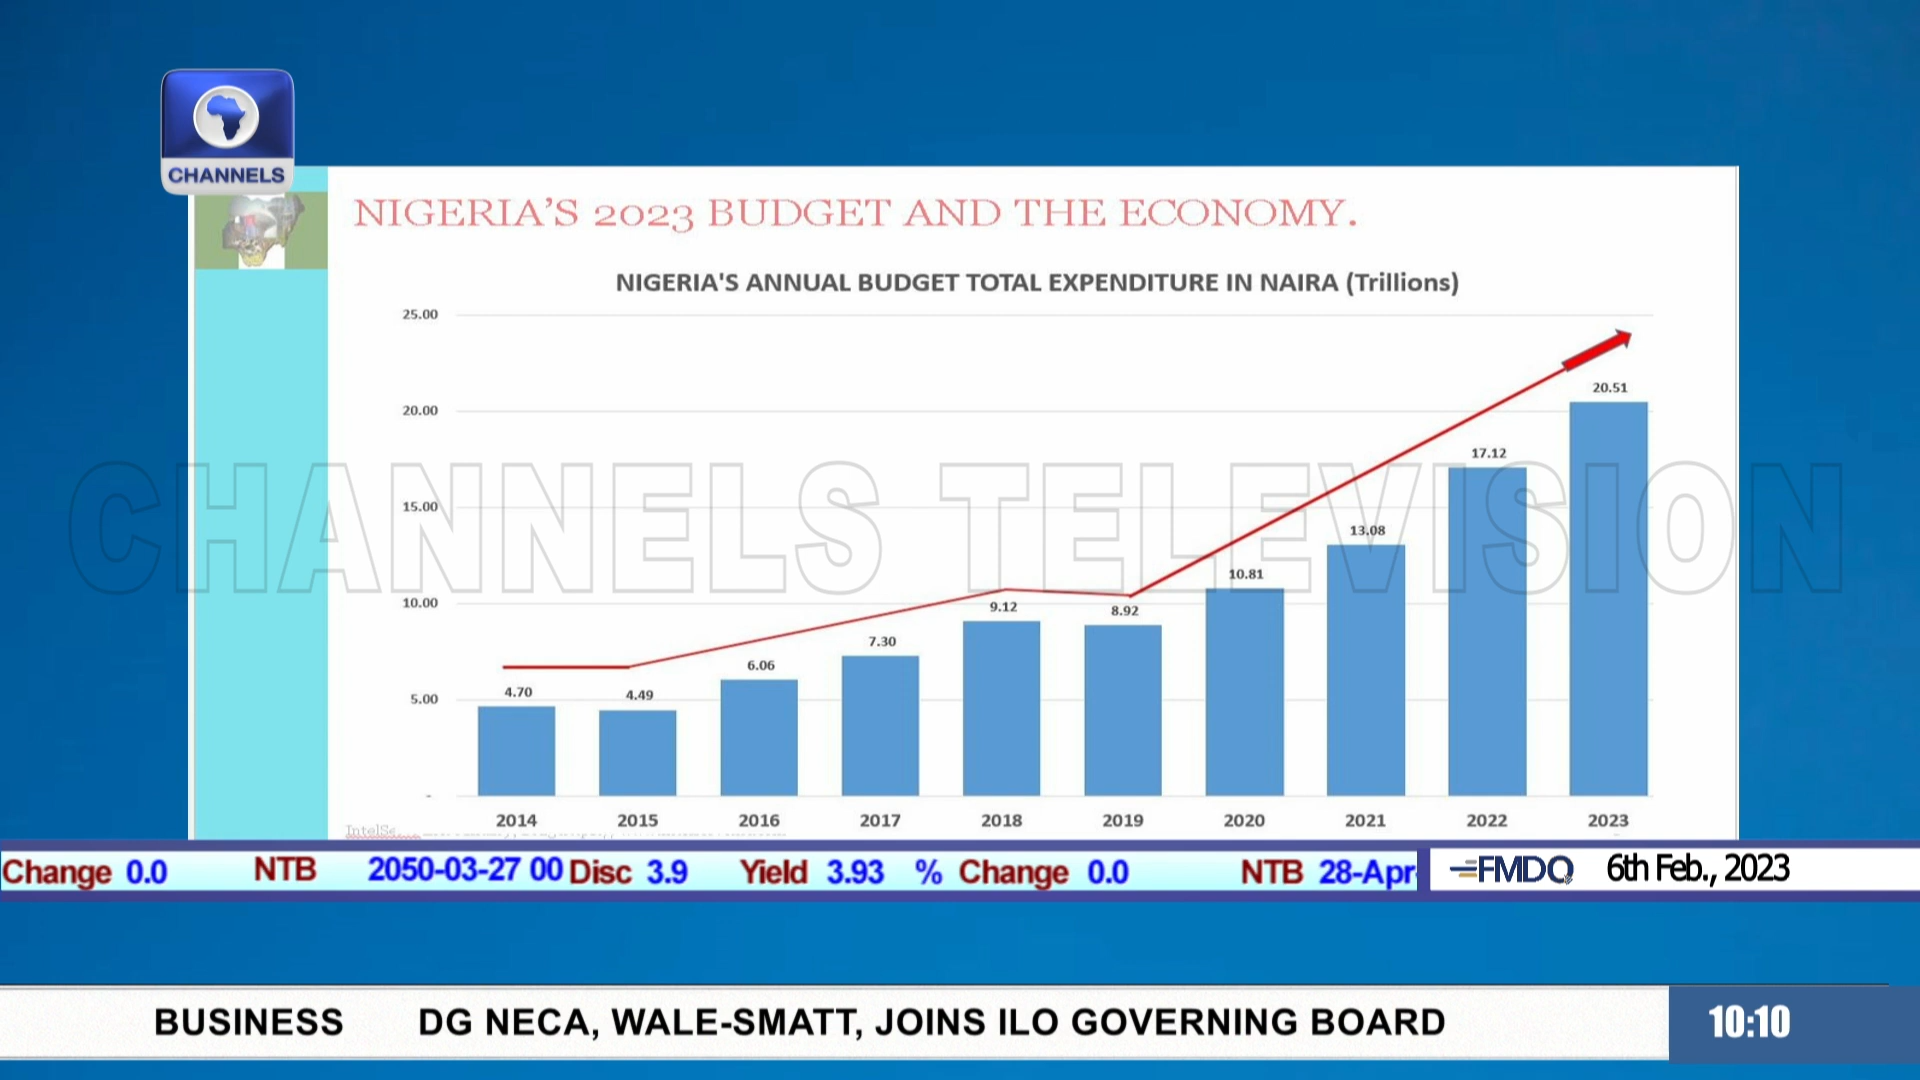 CHANNELS
NIGERIA'S 2023 BUDGET AND THE ECONOMY.
NIGERIA'S ANNUAL BUDGET TOTAL EXPENDITURE IN NAIRA (Trillions)
25.00
20.00
15.00
10.00
5.00
-
4.70
4.49
6.06
7.30
9.12
8.92
10.81
13.08
17.12
20.51
2014 2015 2016 2017 2018 2019 2020 2021 2022 2023
CHANNELS TELEVISION
Change 0.0 NTB 2050-03-27 00 Disc 3.9 Yield 3.93 % Change 0.0 NTB 28-Apr
FMDQ 6th Feb., 2023
BUSINESS DG NECA, WALE-SMATT, JOINS ILO GOVERNING BOARD
10:10